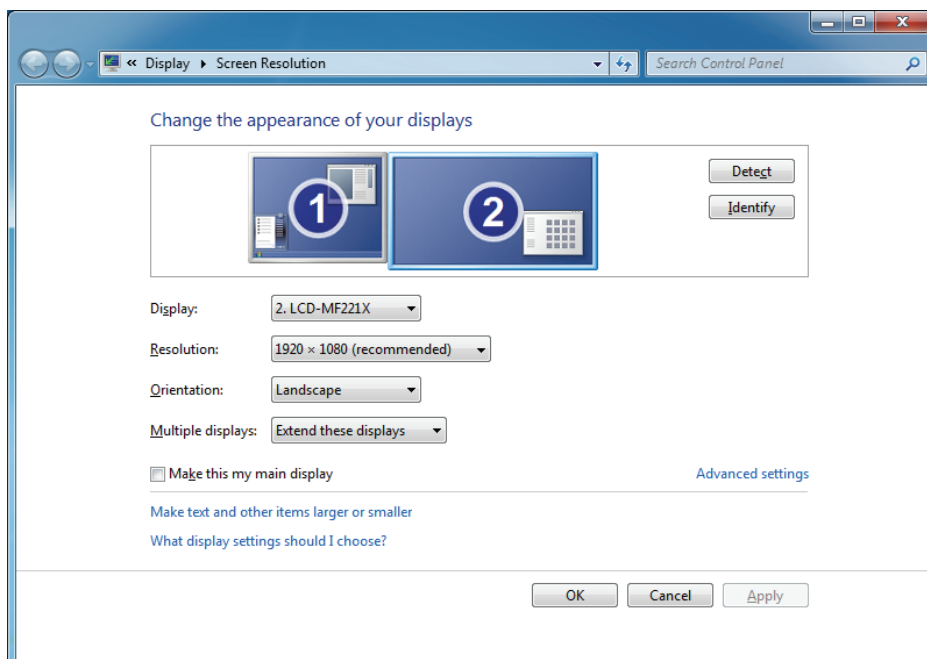 « Display ▸ Screen Resolution
Search Control Panel
Change the appearance of your displays
1
2
Detect
Identify
Display: 2. LCD-MF221X
Resolution: 1920 × 1080 (recommended)
Orientation: Landscape
Multiple displays: Extend these displays
Make this my main display
Advanced settings
Make text and other items larger or smaller
What display settings should I choose?
OK Cancel Apply